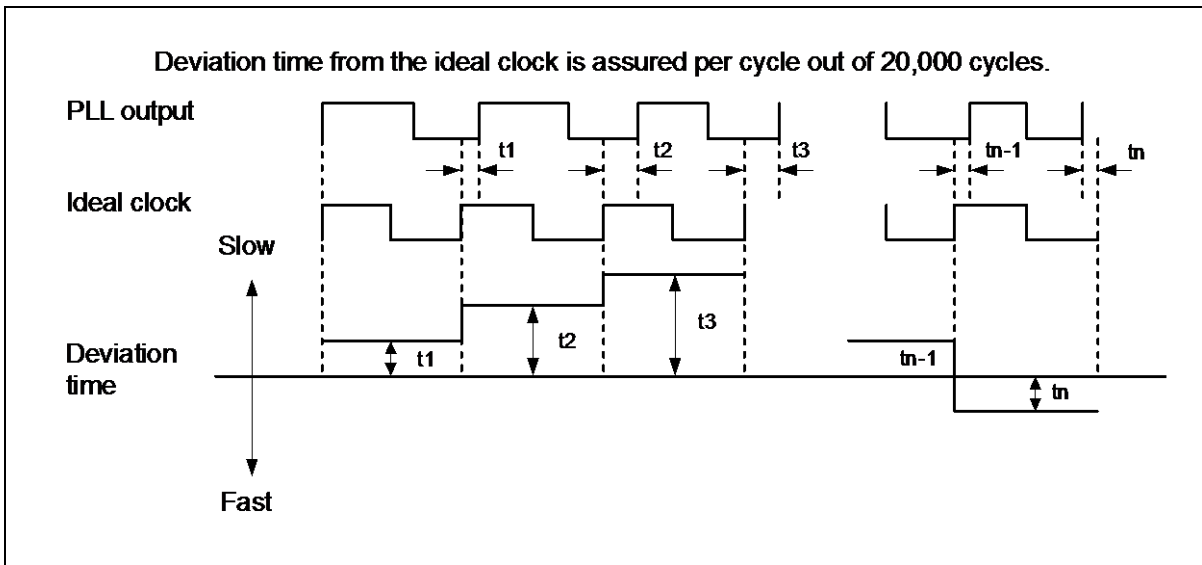 Deviation time from the ideal clock is assured per cycle out of 20,000 cycles.
PLL output
t1
t2
t3
tn-1
tn
Ideal clock
Slow
t1
t2
t3
Deviation
time
tn-1
tn
Fast